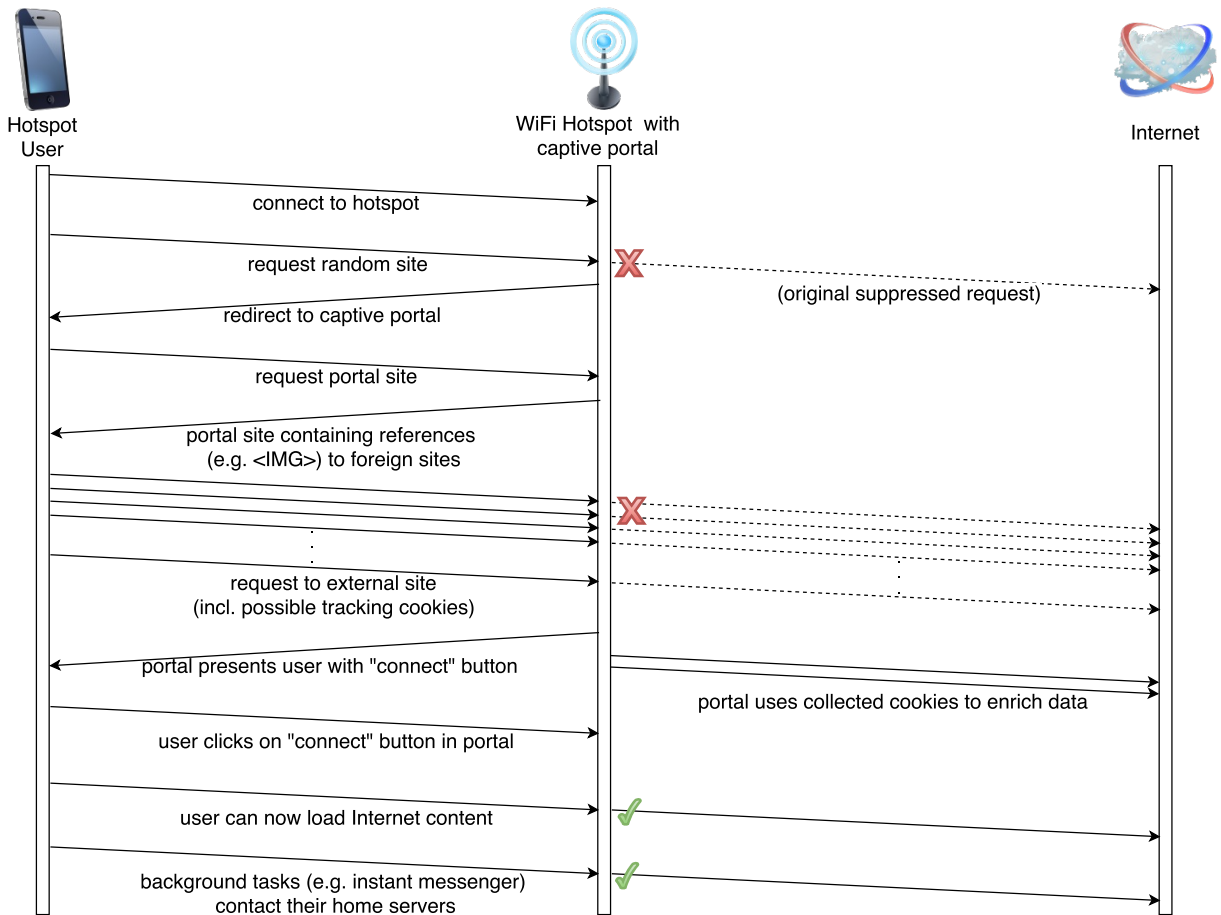 Hotspot
User
WiFi Hotspot with
captive portal
Internet
connect to hotspot
request random site
(original suppressed request)
redirect to captive portal
request portal site
portal site containing references
(e.g. <IMG>) to foreign sites
request to external site
(incl. possible tracking cookies)
portal presents user with "connect" button
portal uses collected cookies to enrich data
user clicks on "connect" button in portal
user can now load Internet content
background tasks (e.g. instant messenger)
contact their home servers